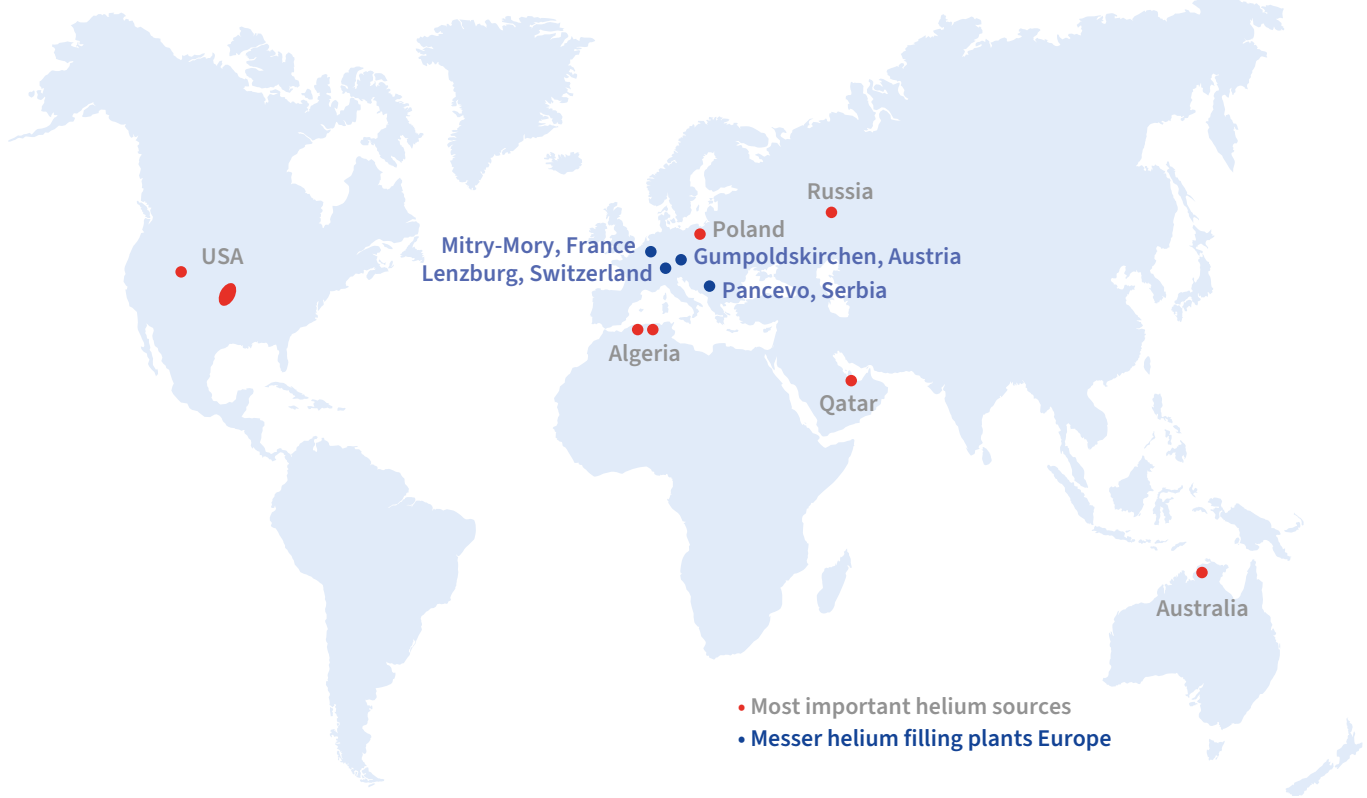 Russia
Poland
Mitry-Mory, France
USA
Gumpoldskirchen, Austria
Lenzburg, Switzerland
Pancevo, Serbia
Algeria
Qatar
Australia
• Most important helium sources
• Messer helium filling plants Europe